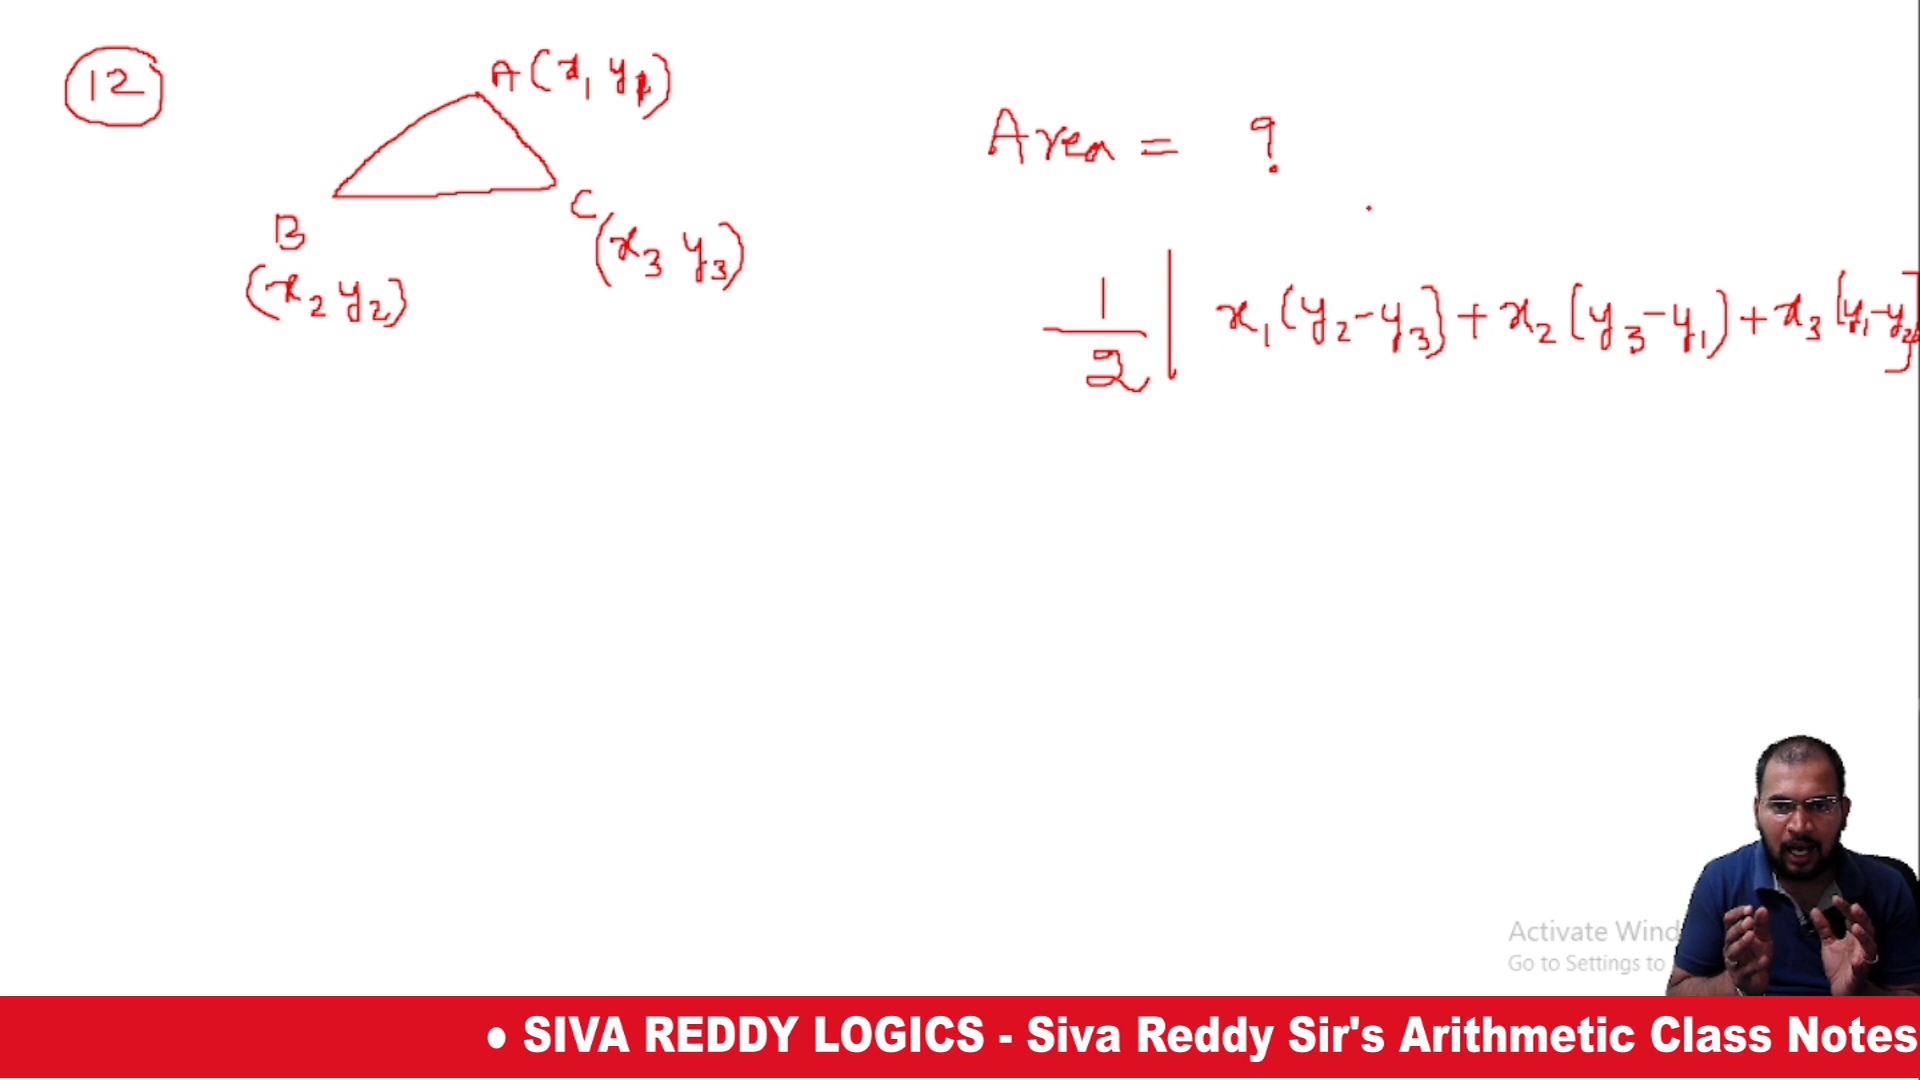 12
A (x₁ y₁)
B
(x₂ y₂)
C
(x₃ y₃)
Area = ?
1/2 | x₁(y₂-y₃)+x₂(y₃-y₁)+x₃[y₁-y₂]
Activate Wind
Go to Settings to
• SIVA REDDY LOGICS - Siva Reddy Sir's Arithmetic Class Notes